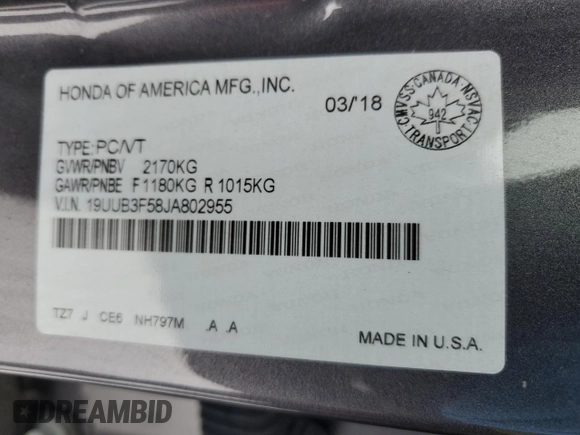 HONDA OF AMERICA MFG.,INC.
03/'18
CMVSS·CANADA·NSVAC
942
TRANSPORT
TYPE: PC/VT
GVWR/PNBV 2170KG
GAWR/PNBE F 1180KG R 1015KG
V.I.N. 19UUB3F58JA802955
TZ7 J CE6 NH797M .A .A
MADE IN U.S.A.
DREAMBID